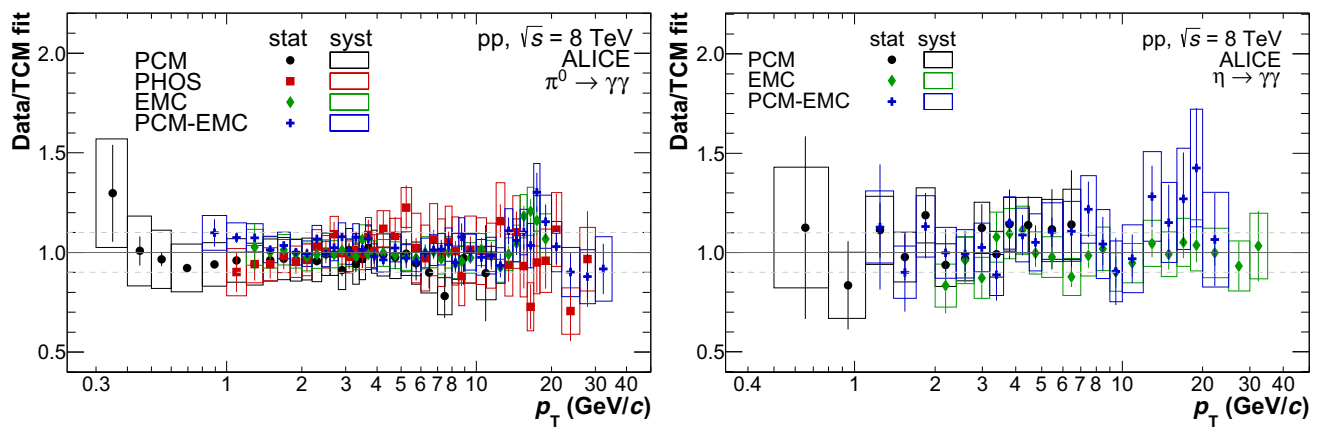 Data/TCM fit
2.0
1.5
1.0
0.5
stat syst
PCM
PHOS
EMC
PCM-EMC
pp, √s = 8 TeV
ALICE
π⁰ → γγ
0.3 1 2 3 4 5 6 7 8 10 20 30 40
p_T (GeV/c)
Data/TCM fit
2.0
1.5
1.0
0.5
stat syst
PCM
EMC
PCM-EMC
pp, √s = 8 TeV
ALICE
η → γγ
0.4 1 2 3 4 5 6 7 8 10 20 30 40
p_T (GeV/c)